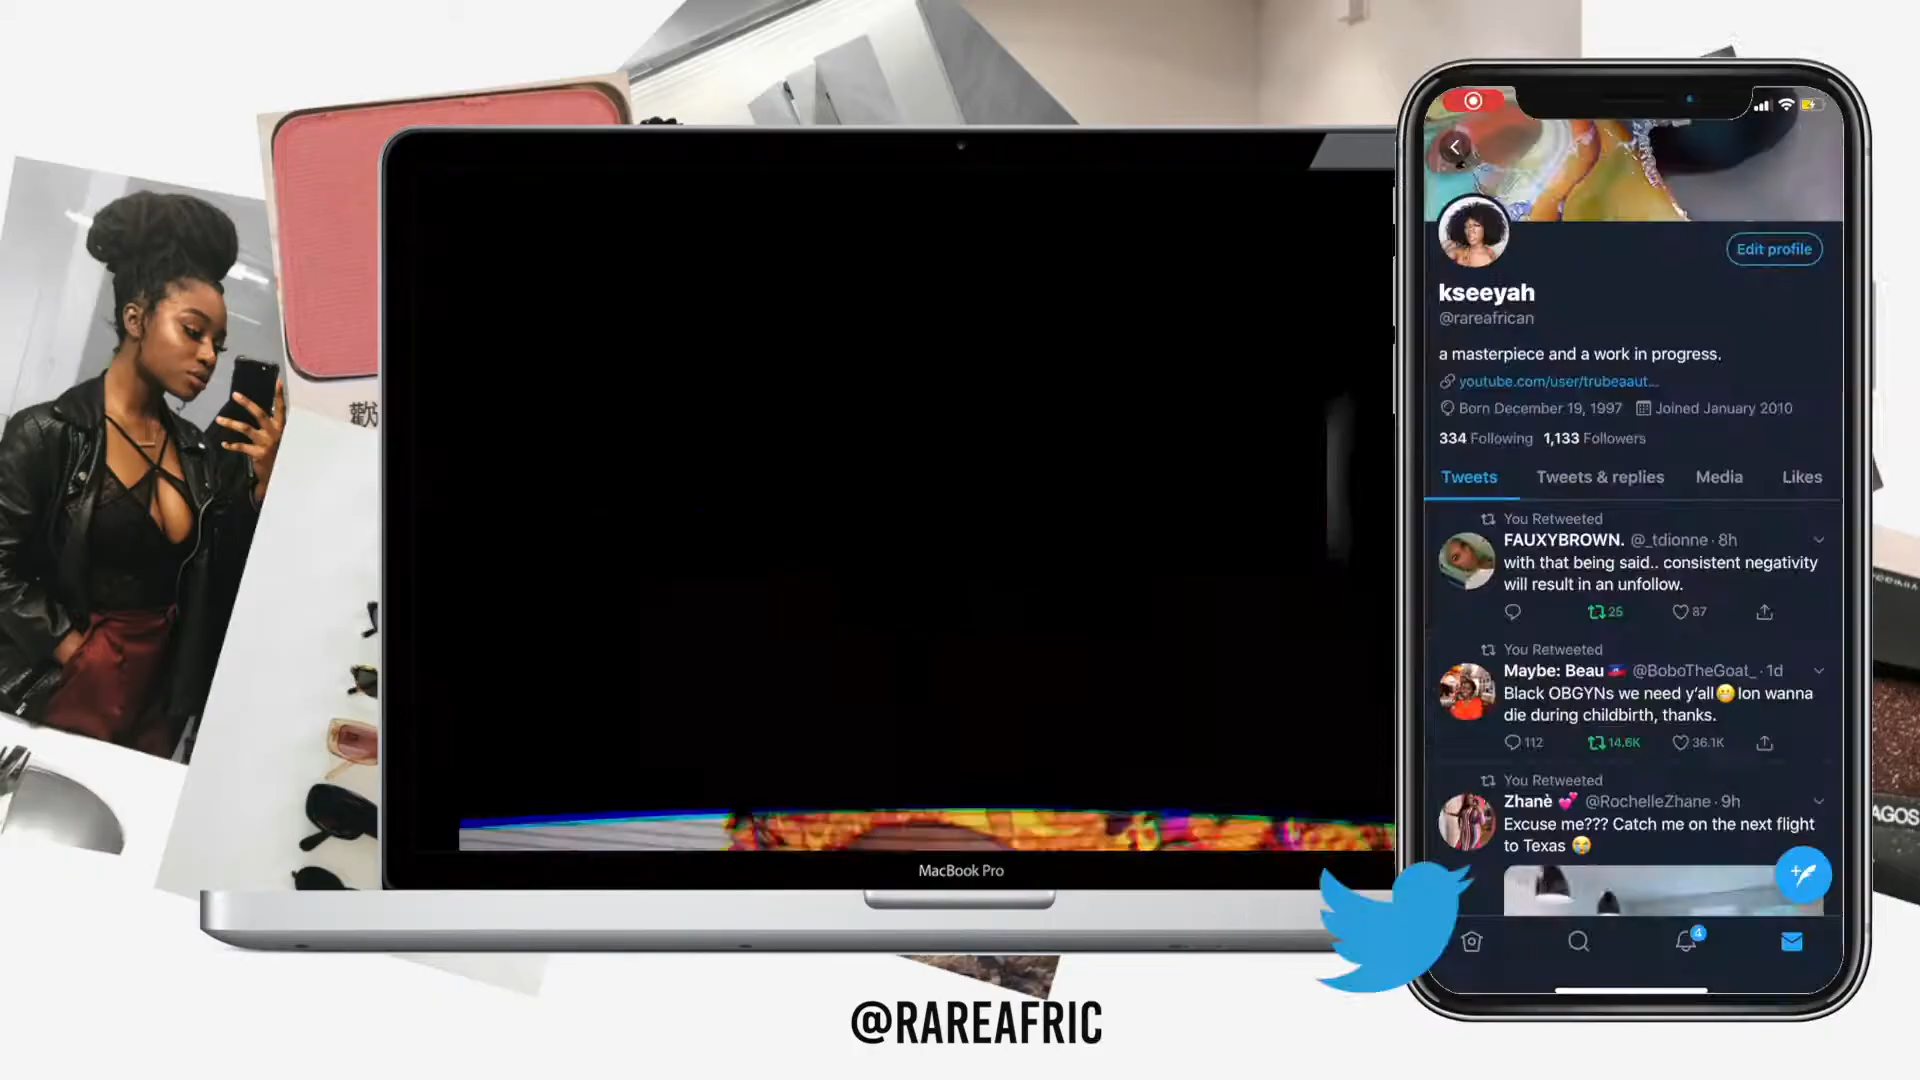 歡
kseeyah
@rareafrican
Edit profile
a masterpiece and a work in progress.
youtube.com/user/trubeaaut...
Born December 19, 1997 Joined January 2010
334 Following 1,133 Followers
Tweets Tweets & replies Media Likes
You Retweeted
FAUXYBROWN. @_tdionne · 8h
with that being said.. consistent negativity
will result in an unfollow.
25 87
You Retweeted
Maybe: Beau 🇭🇹 @BoboTheGoat_ · 1d
Black OBGYNs we need y'all😬Ion wanna
die during childbirth, thanks.
112 14.6K 36.1K
You Retweeted
Zhanè 💕 @RochelleZhane · 9h
Excuse me??? Catch me on the next flight
to Texas 😭
4
MacBook Pro
AGOS
@RAREAFRIC